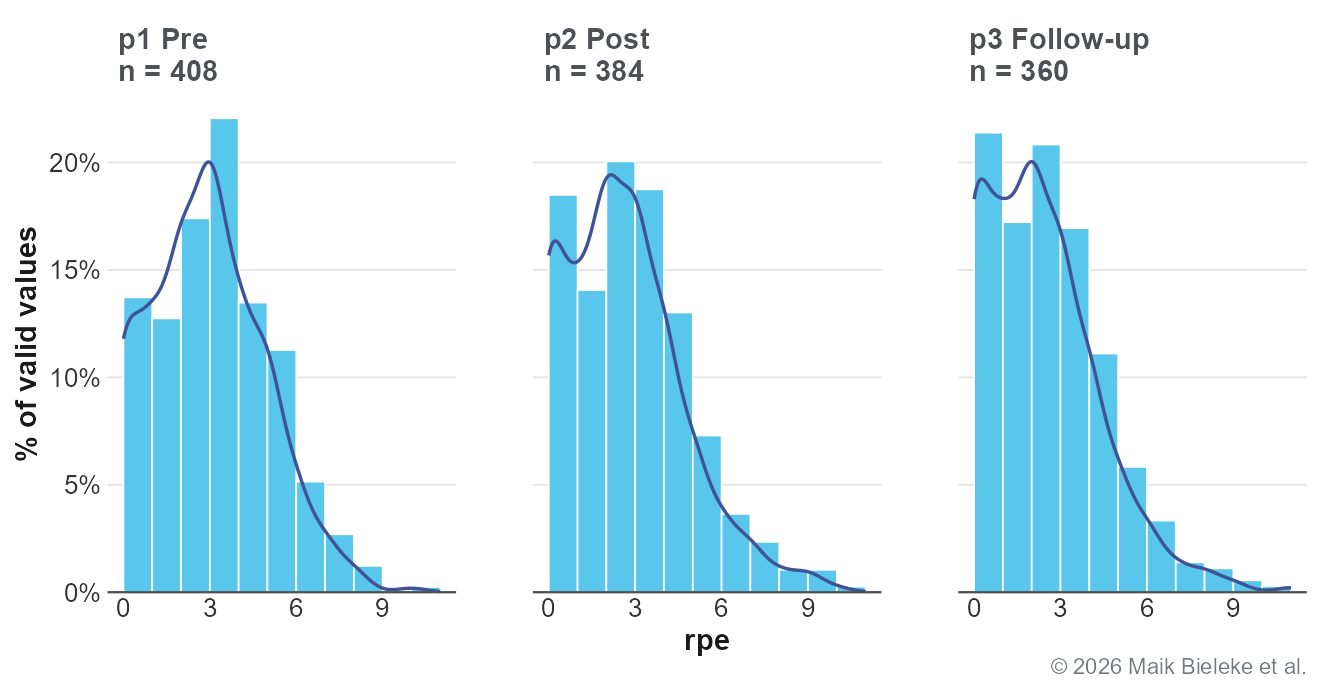 p1 Pre
n = 408
p2 Post
n = 384
p3 Follow-up
n = 360
% of valid values
20%
15%
10%
5%
0%
0 3 6 9
0 3 6 9
0 3 6 9
rpe
© 2026 Maik Bieleke et al.